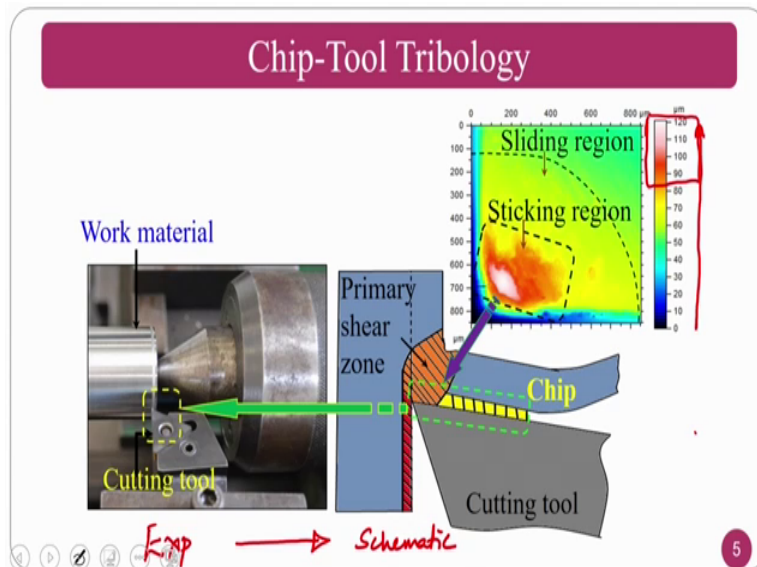 Chip-Tool Tribology
0 200 400 600 800 µm
µm
0
100
200
300
400
500
600
700
800
µm
120
110
100
90
80
70
60
50
40
30
20
10
0
Sliding region
Sticking region
Work material
Primary
shear
zone
Chip
Cutting tool
Cutting tool
Exp
Schematic
5